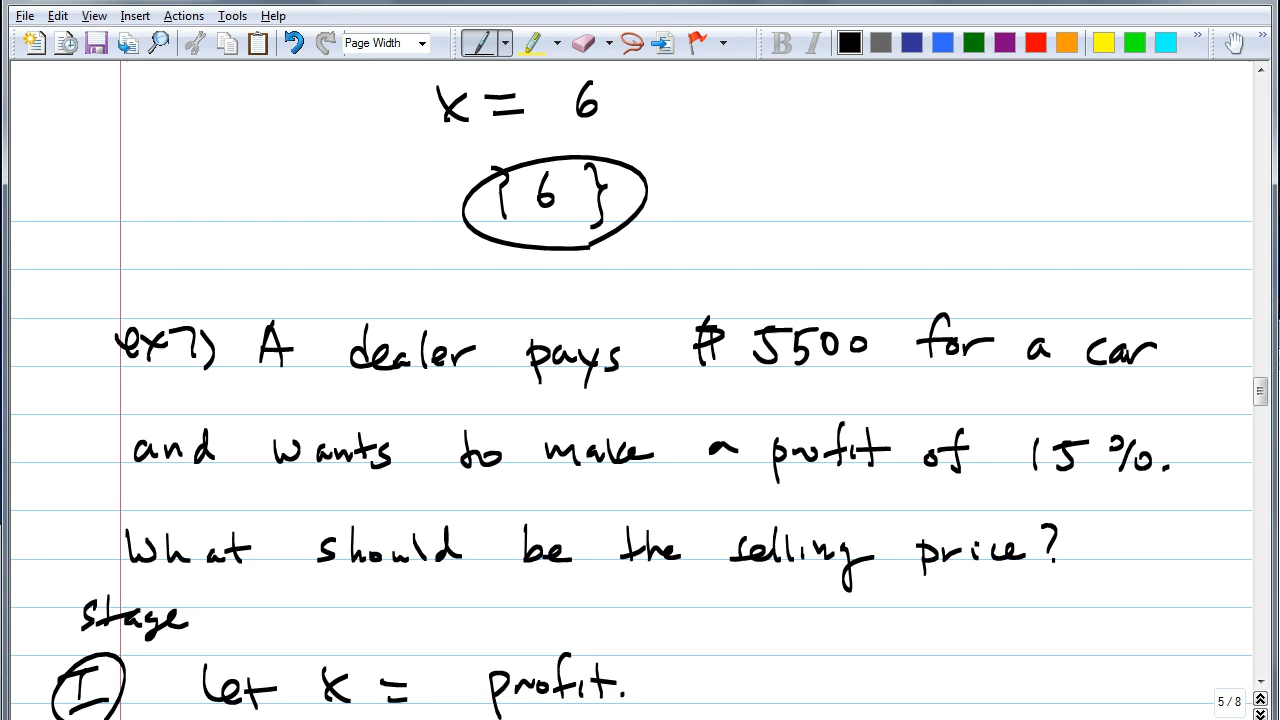 File Edit View Insert Actions Tools Help
Page Width
B I
x = 6
{ 6 }
ex7) A dealer pays $ 5500 for a car
and wants to make a profit of 15%.
What should be the selling price?
stage
I let x = profit.
5 / 8